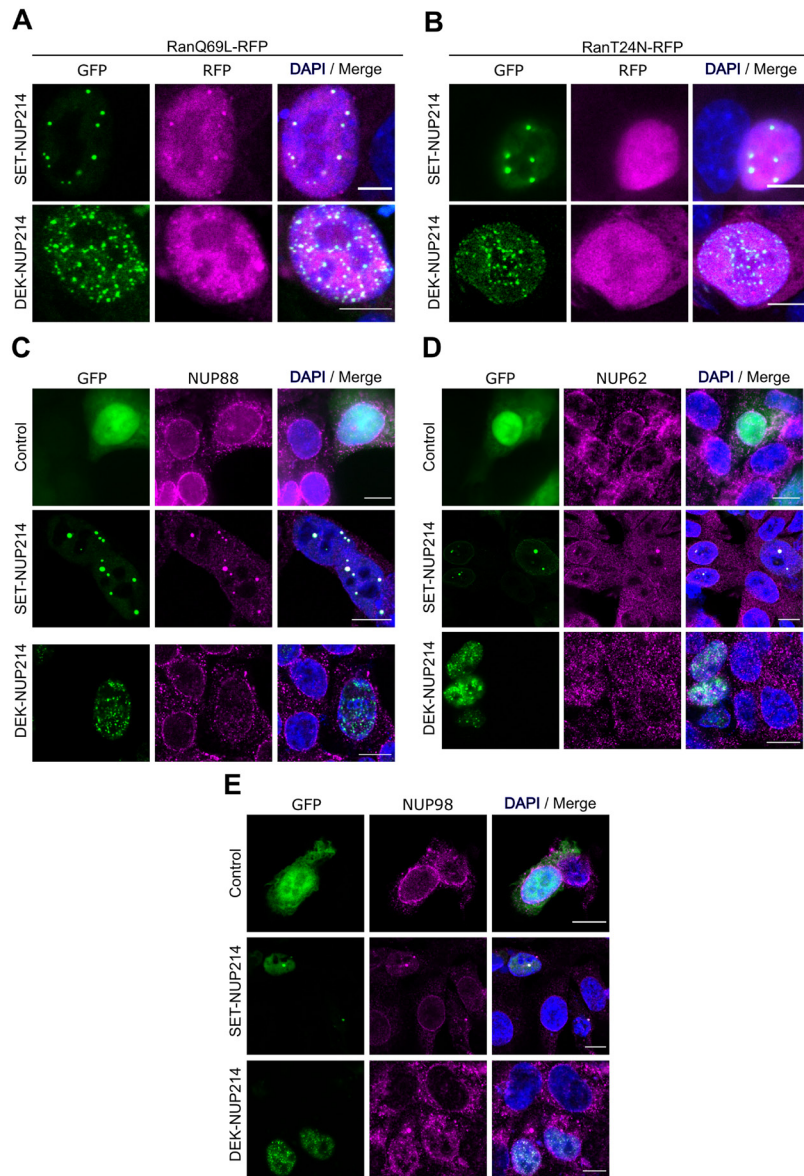 A
RanQ69L-RFP
GFP RFP DAPI / Merge
SET-NUP214
DEK-NUP214
B
RanT24N-RFP
GFP RFP DAPI / Merge
SET-NUP214
DEK-NUP214
C
GFP NUP88 DAPI / Merge
Control
SET-NUP214
DEK-NUP214
D
GFP NUP62 DAPI / Merge
Control
SET-NUP214
DEK-NUP214
E
GFP NUP98 DAPI / Merge
Control
SET-NUP214
DEK-NUP214